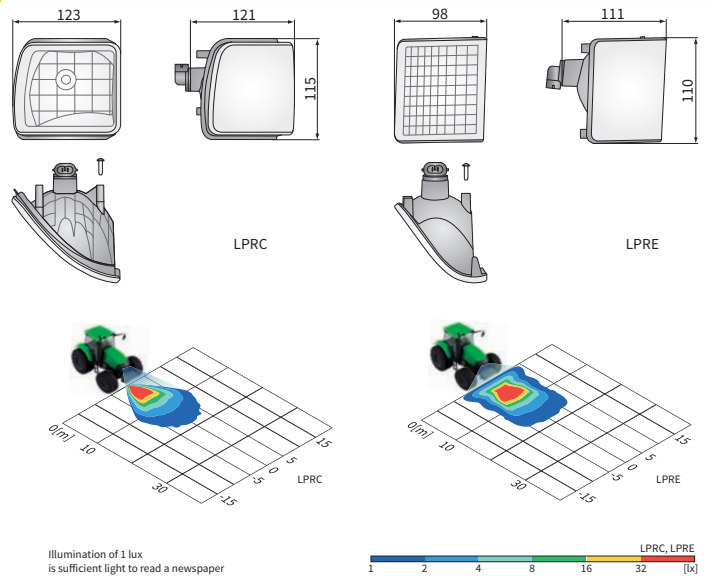 123
121
115
98
111
110
LPRC
LPRE
0[m]
10
30
-15
-5
0
5
15
LPRC
0[m]
10
30
-15
-5
0
5
15
LPRE
Illumination of 1 lux
is sufficient light to read a newspaper
LPRC, LPRE
1 2 4 8 16 32 [lx]